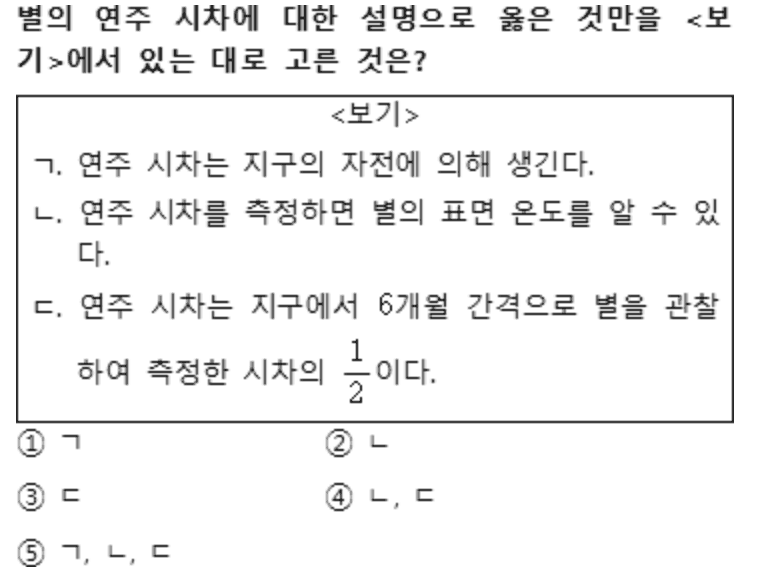 별의 연주 시차에 대한 설명으로 옳은 것만을 <보
기>에서 있는 대로 고른 것은?
<보기>
ㄱ. 연주 시차는 지구의 자전에 의해 생긴다.
ㄴ. 연주 시차를 측정하면 별의 표면 온도를 알 수 있
다.
ㄷ. 연주 시차는 지구에서 6개월 간격으로 별을 관찰
하여 측정한 시차의 1/2이다.
① ㄱ ② ㄴ
③ ㄷ ④ ㄴ, ㄷ
⑤ ㄱ, ㄴ, ㄷ